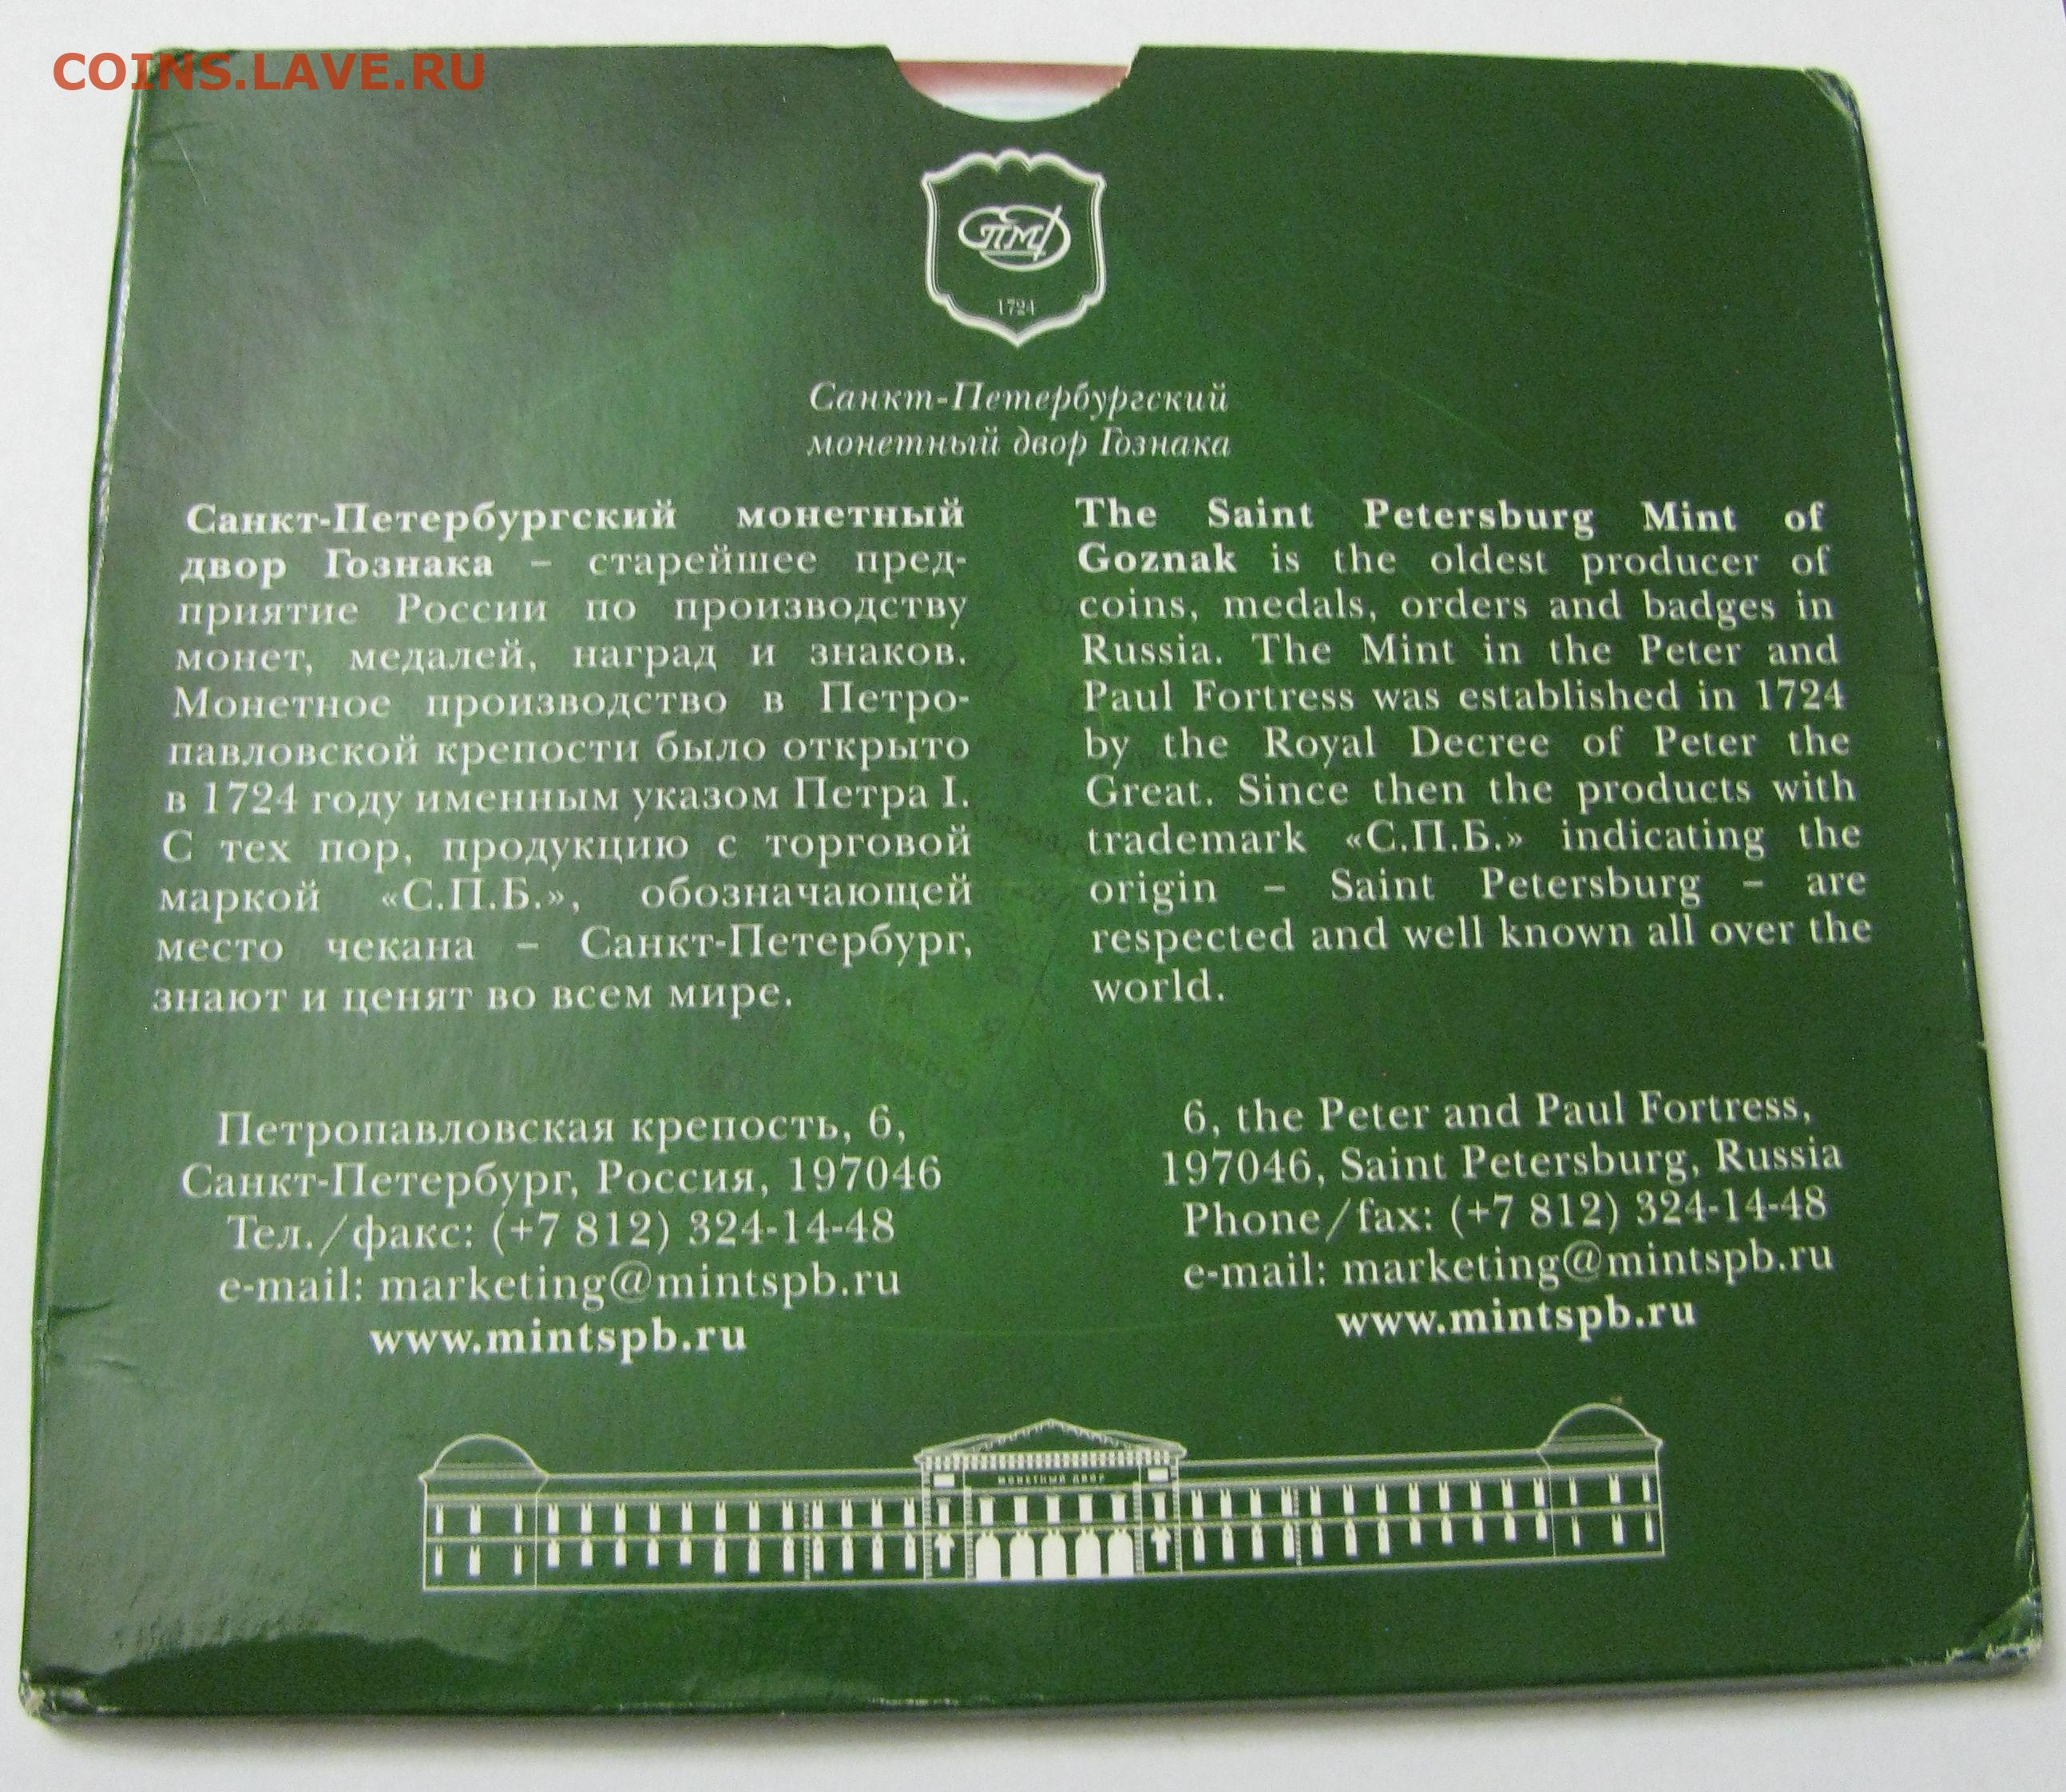 COINS.LAVE.RU
СПМД
1724
Санкт-Петербургский
монетный двор Гознака
Санкт-Петербургский монетный
двор Гознака – старейшее пред-
приятие России по производству
монет, медалей, наград и знаков.
Монетное производство в Петро-
павловской крепости было открыто
в 1724 году именным указом Петра I.
С тех пор, продукцию с торговой
маркой «С.П.Б.», обозначающей
место чекана – Санкт-Петербург,
знают и ценят во всем мире.
Петропавловская крепость, 6,
Санкт-Петербург, Россия, 197046
Тел./факс: (+7 812) 324-14-48
e-mail: marketing@mintspb.ru
www.mintspb.ru
The Saint Petersburg Mint of
Goznak is the oldest producer of
coins, medals, orders and badges in
Russia. The Mint in the Peter and
Paul Fortress was established in 1724
by the Royal Decree of Peter the
Great. Since then the products with
trademark «С.П.Б.» indicating the
origin – Saint Petersburg – are
respected and well known all over the
world.
6, the Peter and Paul Fortress,
197046, Saint Petersburg, Russia
Phone/fax: (+7 812) 324-14-48
e-mail: marketing@mintspb.ru
www.mintspb.ru
МОНЕТНЫЙ ДВОР